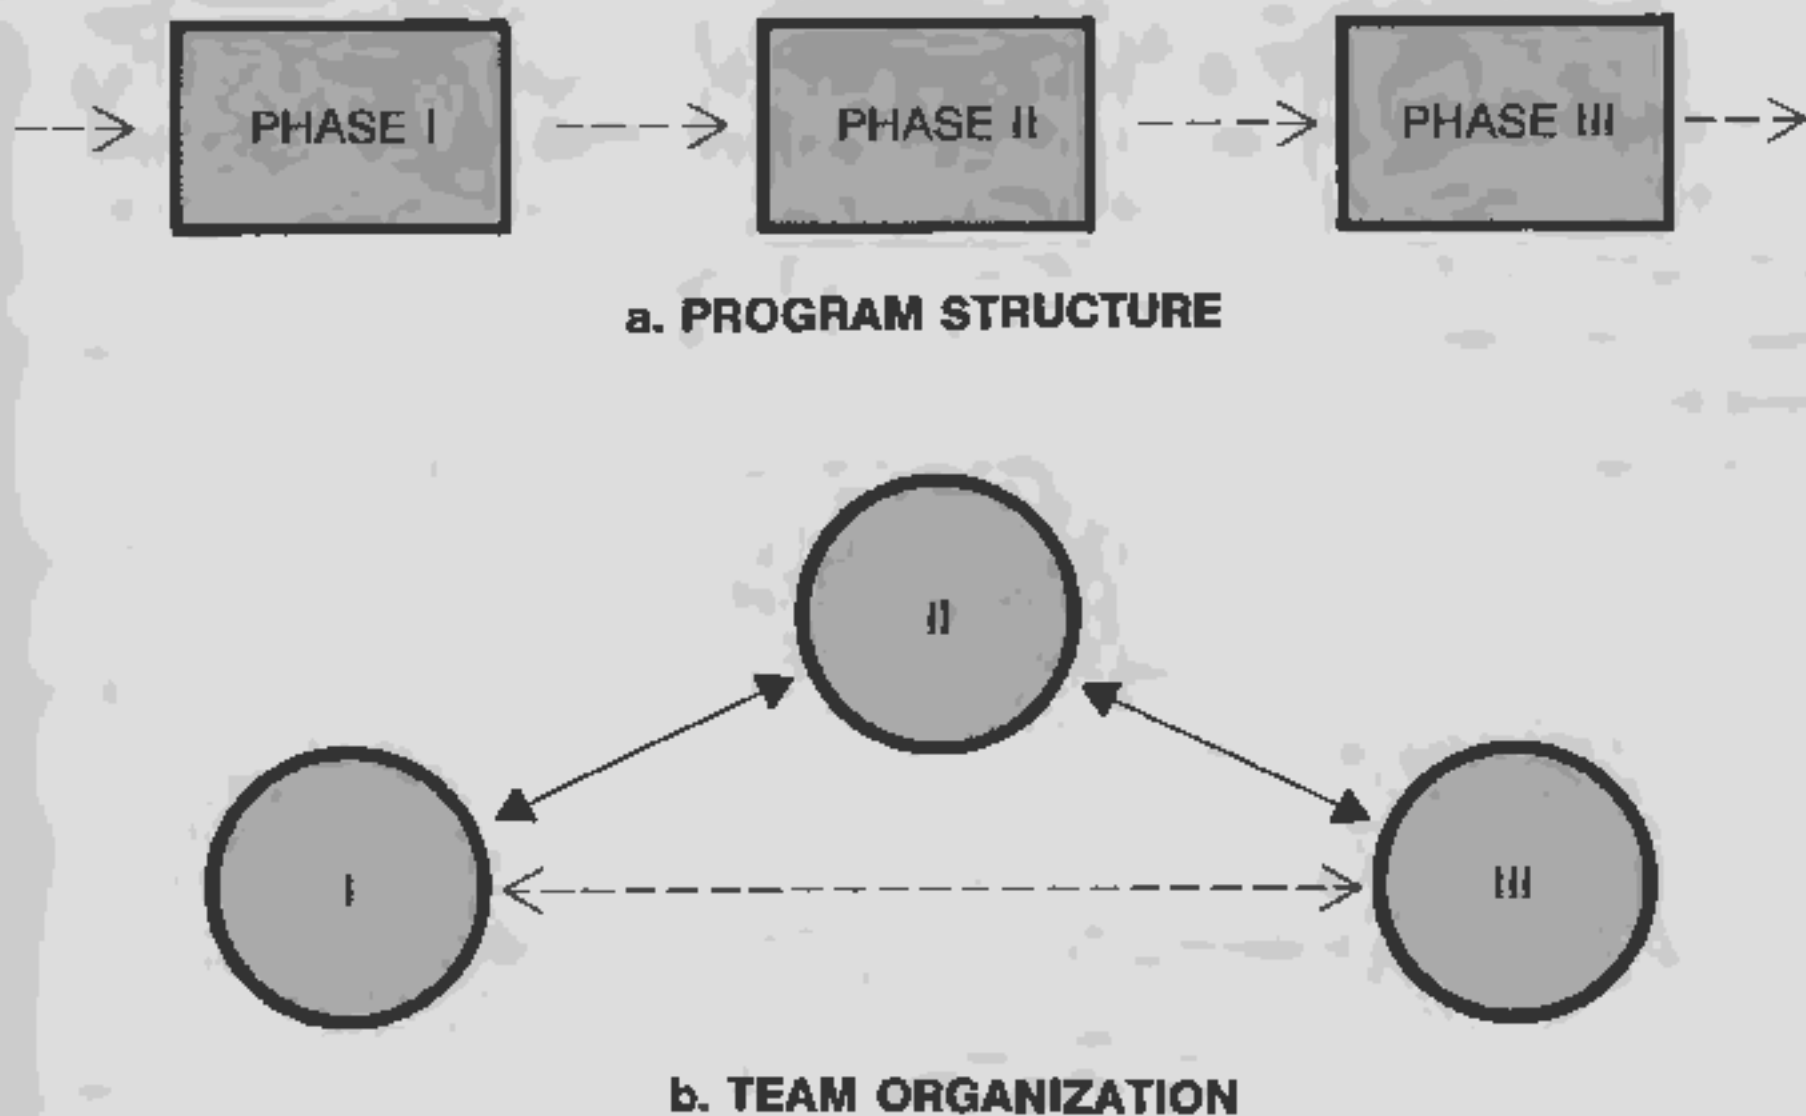 PHASE I
PHASE II
PHASE III
a. PROGRAM STRUCTURE
II
I
III
b. TEAM ORGANIZATION